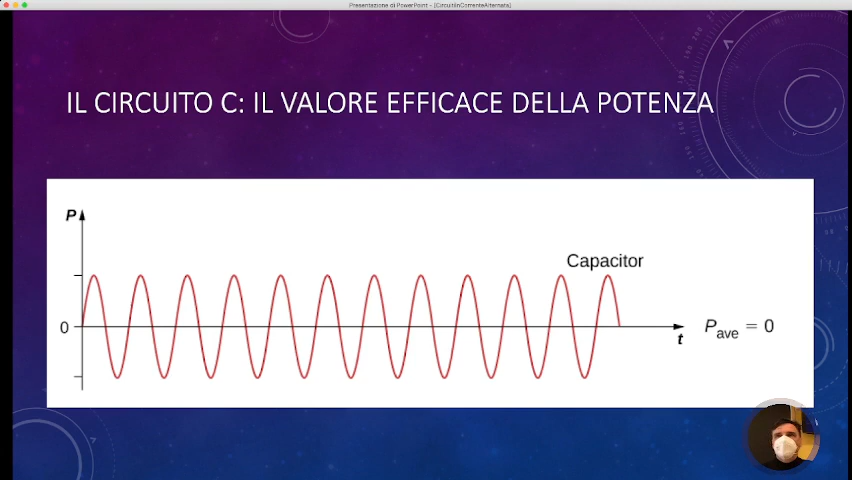 Presentazione di PowerPoint - [CircuitiInCorrenteAlternata]
IL CIRCUITO C: IL VALORE EFFICACE DELLA POTENZA
P
Capacitor
0
t
P_ave = 0